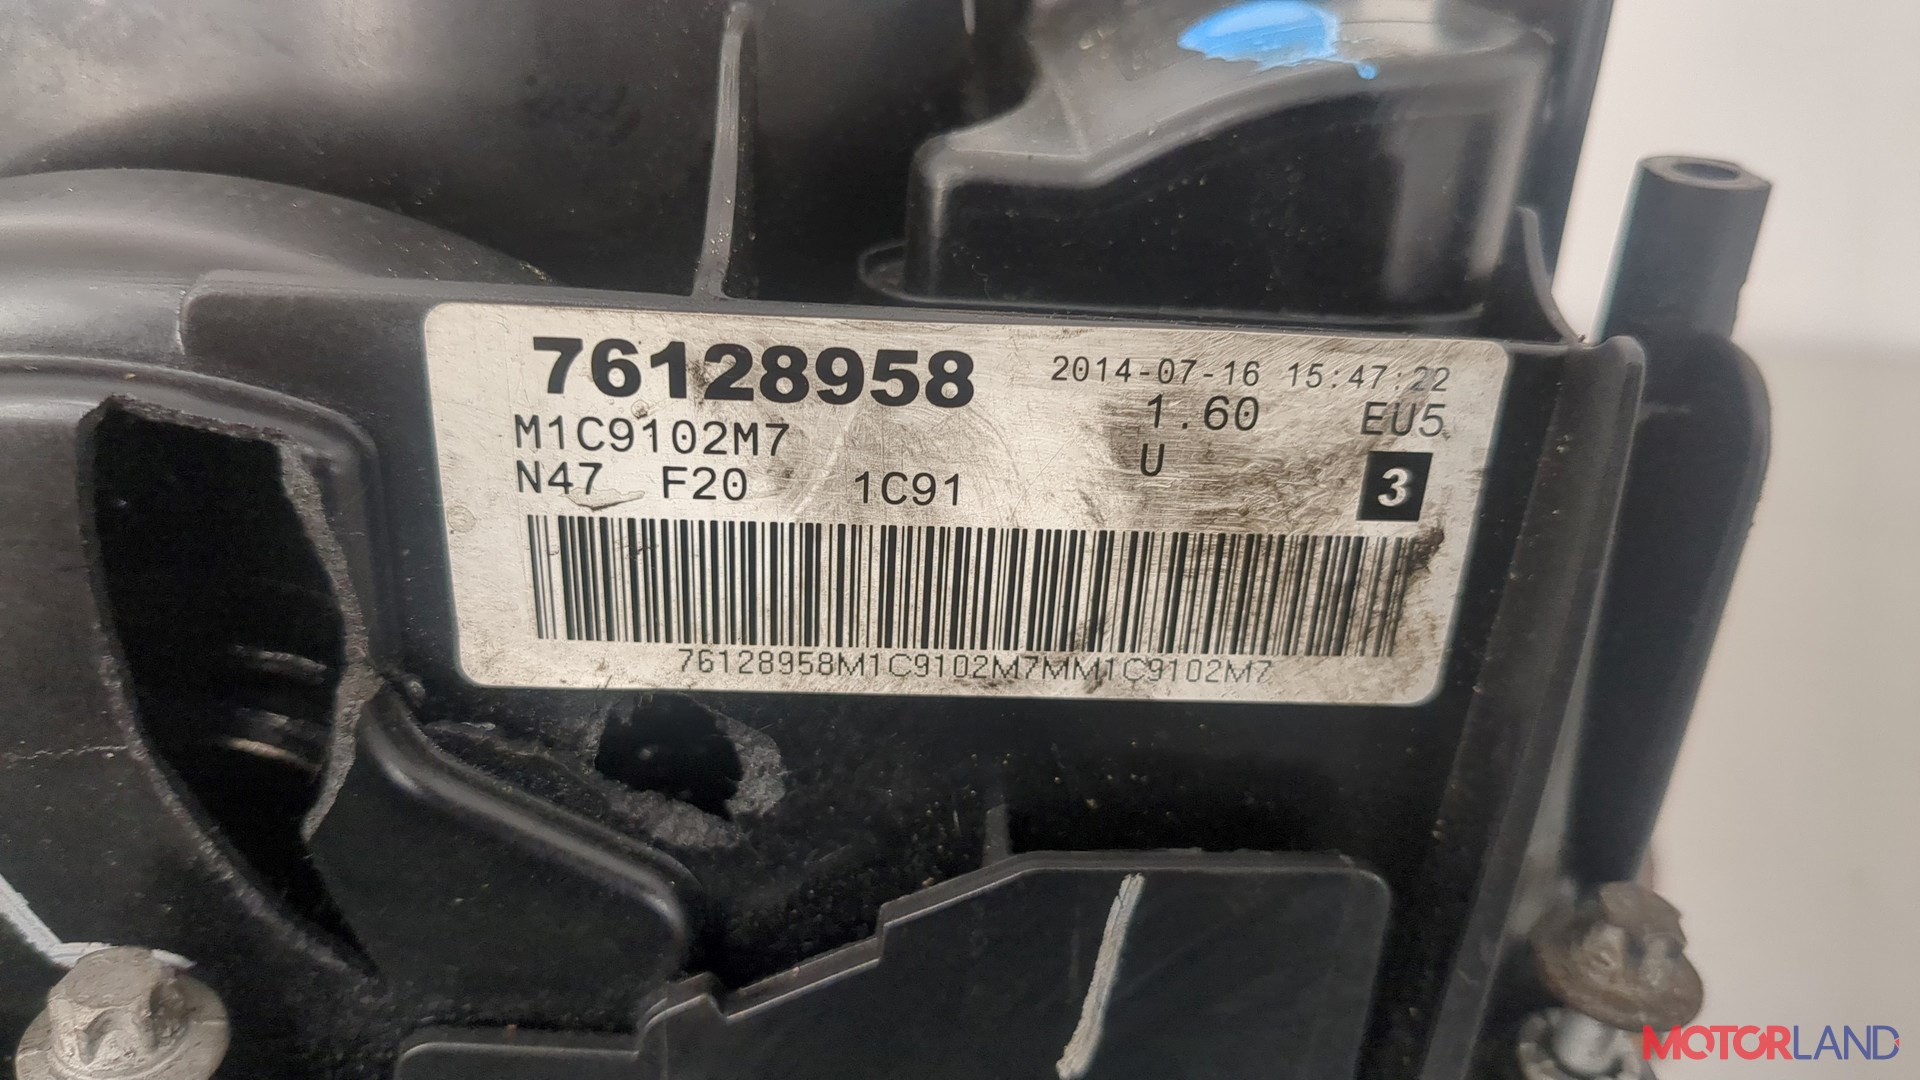 76128958 2014-07-16 15:47:22
M1C9102M7 1.60 EU5
N47 F20 1C91 U 3
76128958M1C9102M7MM1C9102M7
MOTORLAND